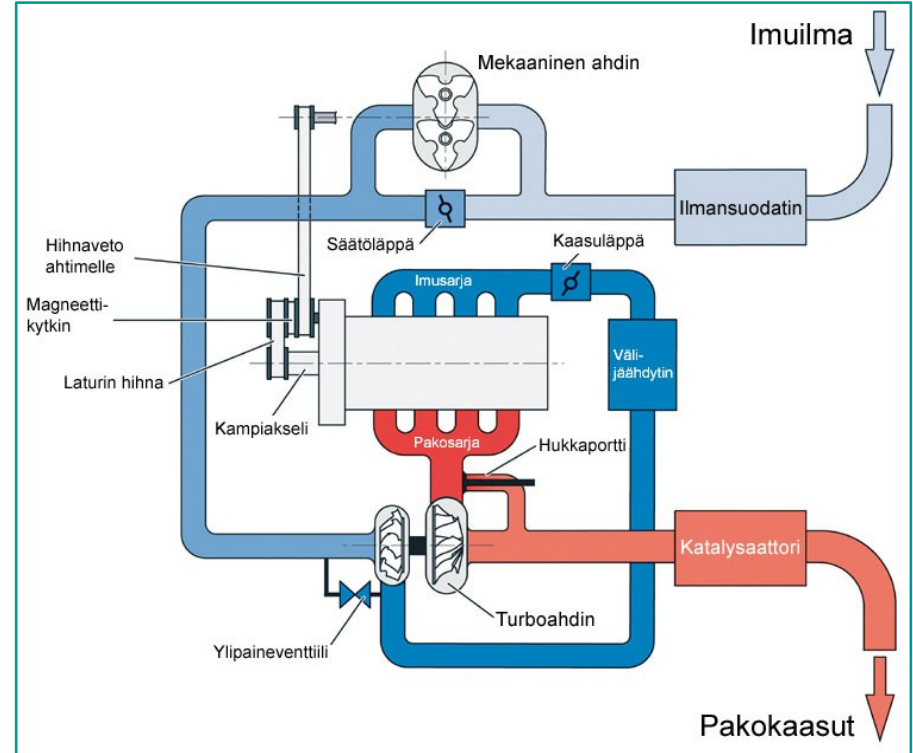 Imuilma
Mekaaninen ahdin
Ilmansuodatin
Säätöläppä
Kaasuläppä
Hihnaveto
ahtimelle
Imusarja
Magneetti-
kytkin
Väli-
jäähdytin
Laturin hihna
Kampiakseli
Pakosarja
Hukkaportti
Katalysaattori
Turboahdin
Ylipaineventtiili
Pakokaasut